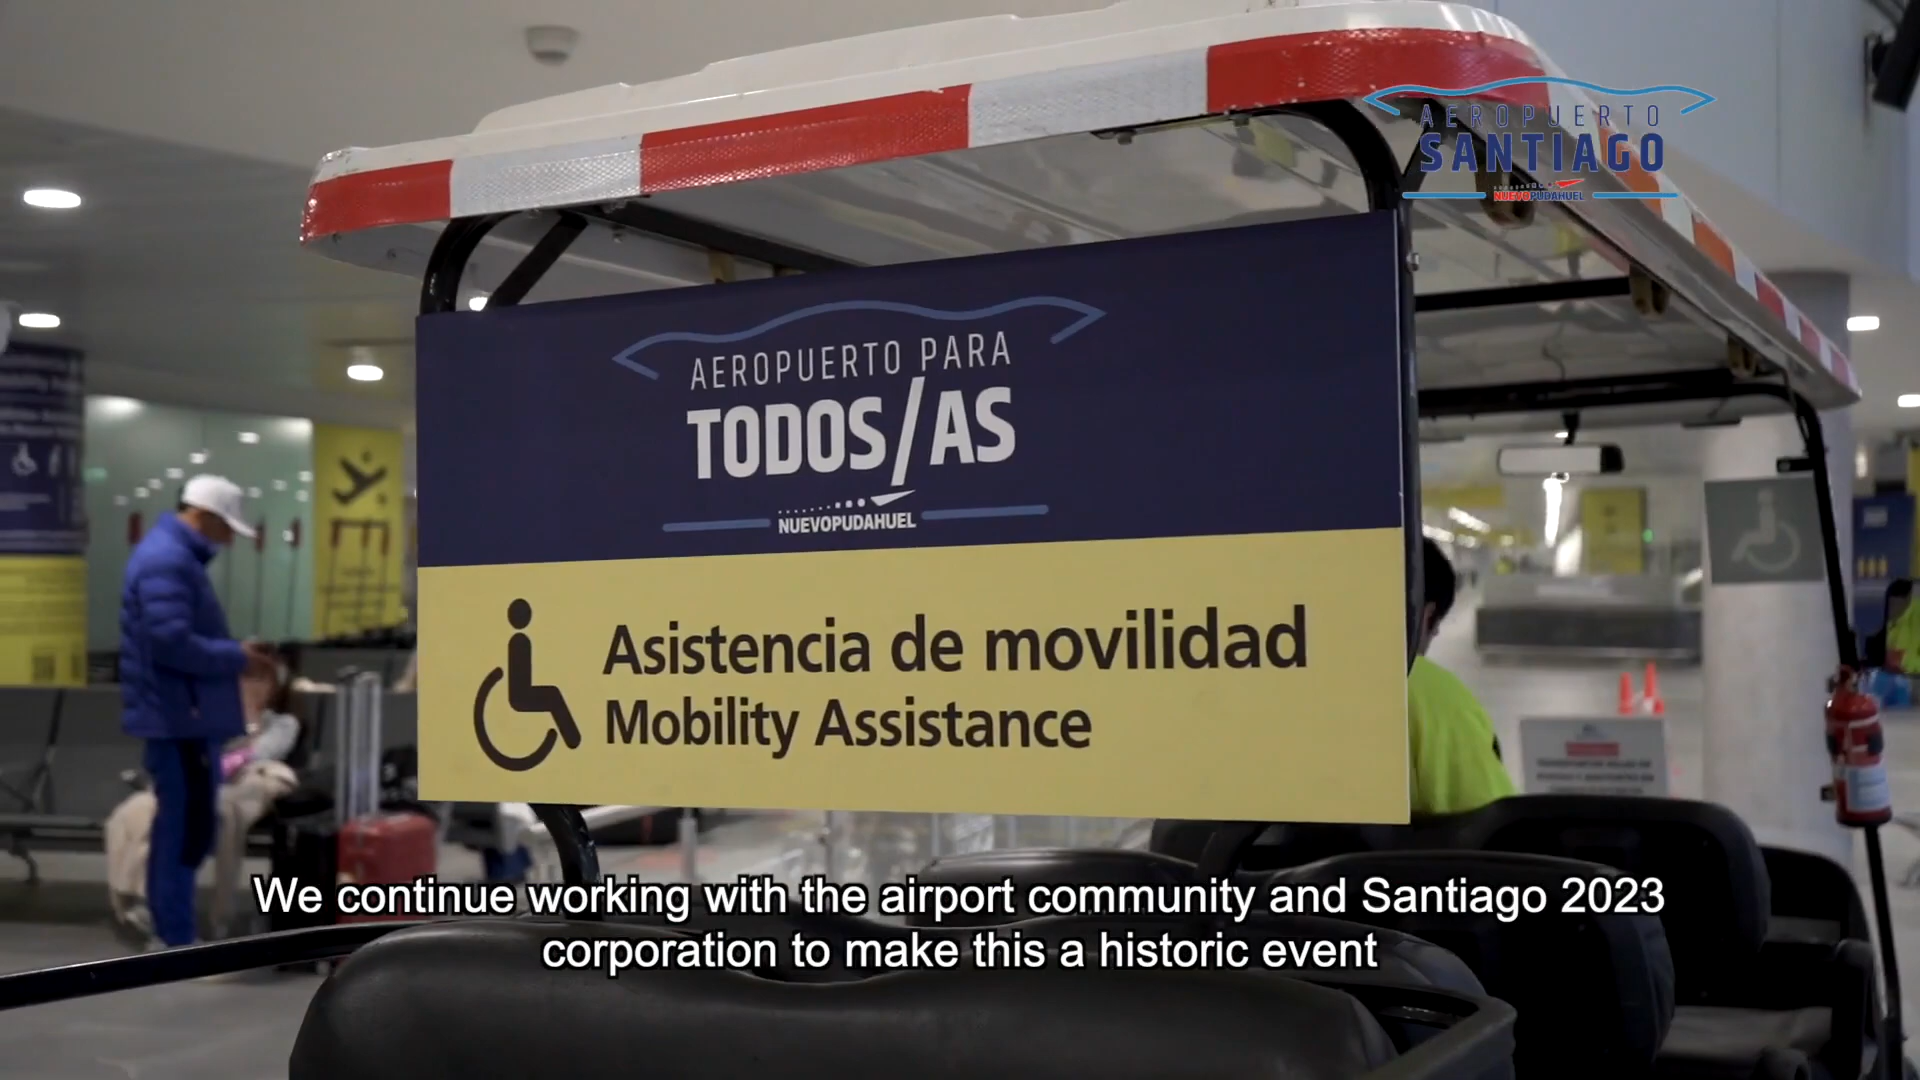 AEROPUERTO
SANTIAGO
NUEVOPUDAHUEL
AEROPUERTO PARA
TODOS/AS
NUEVOPUDAHUEL
Asistencia de movilidad
Mobility Assistance
We continue working with the airport community and Santiago 2023
corporation to make this a historic event